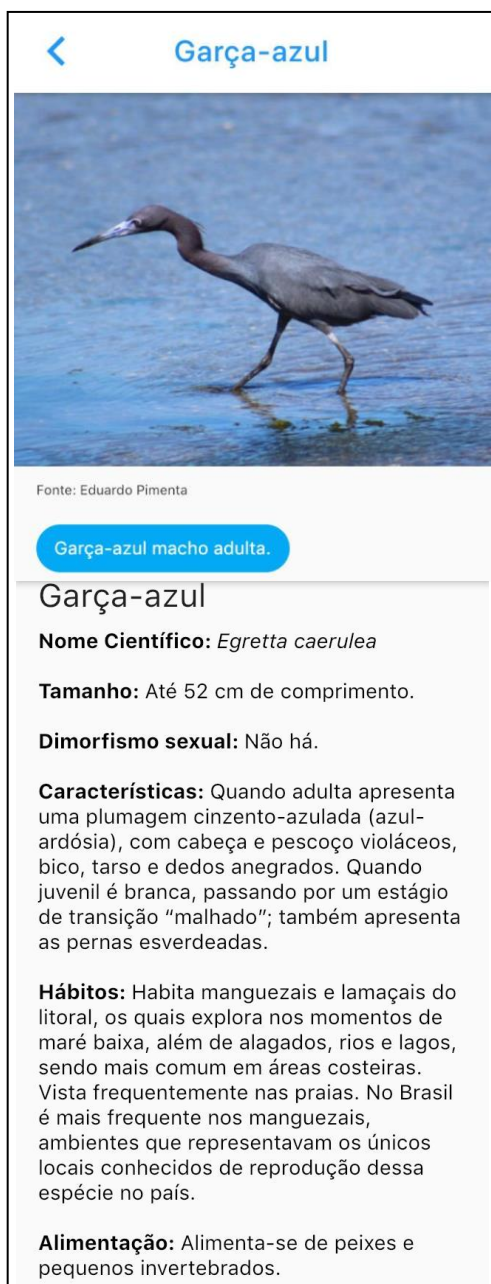 Garça-azul
Fonte: Eduardo Pimenta
Garça-azul macho adulta.
Garça-azul
Nome Científico: Egretta caerulea
Tamanho: Até 52 cm de comprimento.
Dimorfismo sexual: Não há.
Características: Quando adulta apresenta
uma plumagem cinzento-azulada (azul-
ardósia), com cabeça e pescoço violáceos,
bico, tarso e dedos anegrados. Quando
juvenil é branca, passando por um estágio
de transição “malhado”; também apresenta
as pernas esverdeadas.
Hábitos: Habita manguezais e lamaçais do
litoral, os quais explora nos momentos de
maré baixa, além de alagados, rios e lagos,
sendo mais comum em áreas costeiras.
Vista frequentemente nas praias. No Brasil
é mais frequente nos manguezais,
ambientes que representavam os únicos
locais conhecidos de reprodução dessa
espécie no país.
Alimentação: Alimenta-se de peixes e
pequenos invertebrados.